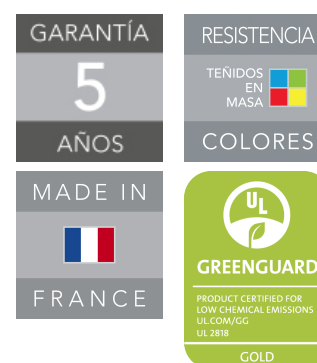 GARANTÍA
5
AÑOS
RESISTENCIA
TEÑIDOS
EN
MASA
COLORES
MADE IN
FRANCE
UL
GREENGUARD
PRODUCT CERTIFIED FOR
LOW CHEMICAL EMISSIONS
UL.COM/GG
UL 2818
GOLD